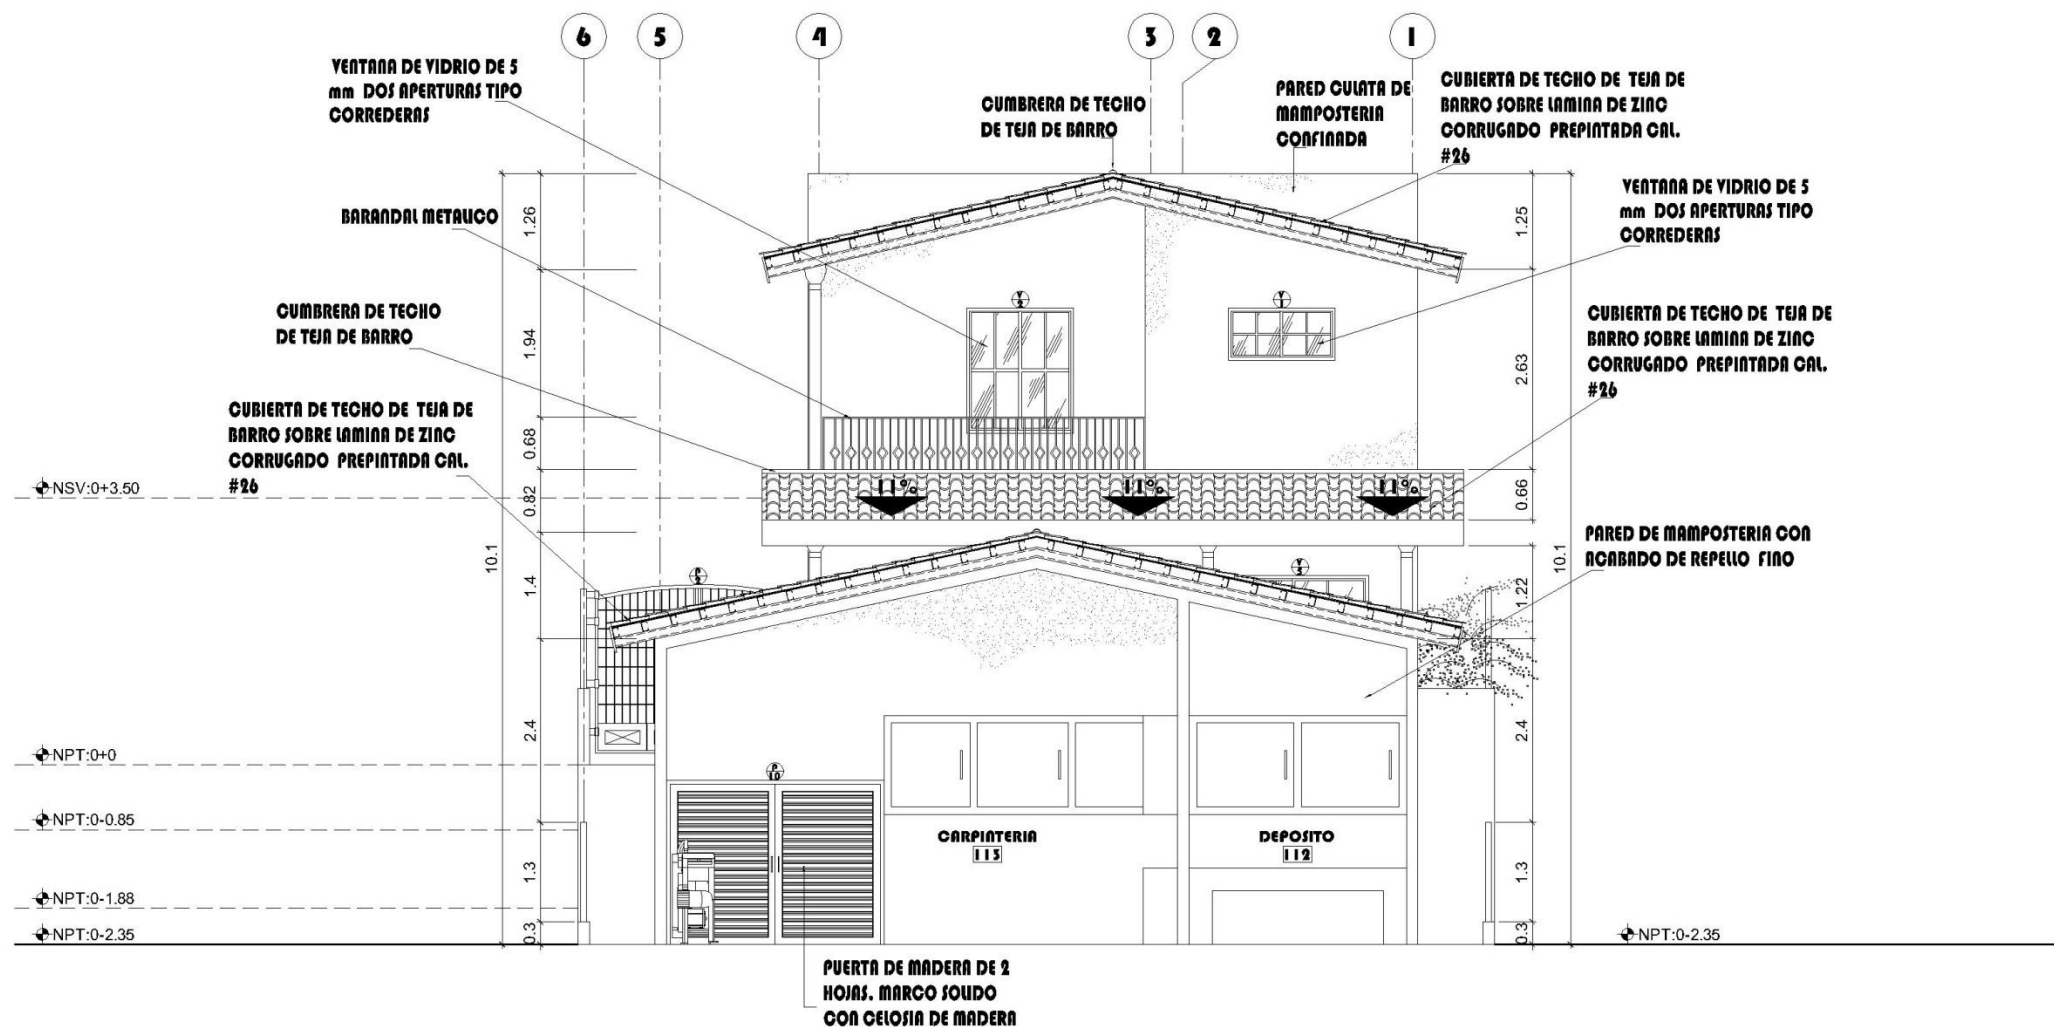 6
5
4
3
2
1
VENTANA DE VIDRIO DE 5
mm DOS APERTURAS TIPO
CORREDERAS
CUMBRERA DE TECHO
DE TEJA DE BARRO
PARED CULATA DE
MAMPOSTERIA
CONFINADA
CUBIERTA DE TECHO DE TEJA DE
BARRO SOBRE LAMINA DE ZINC
CORRUGADO PREPINTADA CAL.
#26
VENTANA DE VIDRIO DE 5
mm DOS APERTURAS TIPO
CORREDERAS
BARANDAL METALICO
1.26
1.25
CUMBRERA DE TECHO
DE TEJA DE BARRO
V
2
V
1
CUBIERTA DE TECHO DE TEJA DE
BARRO SOBRE LAMINA DE ZINC
CORRUGADO PREPINTADA CAL.
#26
1.94
2.63
CUBIERTA DE TECHO DE TEJA DE
BARRO SOBRE LAMINA DE ZINC
CORRUGADO PREPINTADA CAL.
#26
0.68
NSV:0+3.50
0.82
11%
11%
11%
0.66
PARED DE MAMPOSTERIA CON
ACABADO DE REPELLO FINO
10.1
10.1
1.4
P
2
V
3
1.22
2.4
2.4
NPT:0+0
P
10
NPT:0-0.85
CARPINTERIA
113
DEPOSITO
112
1.3
1.3
NPT:0-1.88
NPT:0-2.35
0.3
0.3
NPT:0-2.35
PUERTA DE MADERA DE 2
HOJAS. MARCO SOLIDO
CON CELOSIA DE MADERA